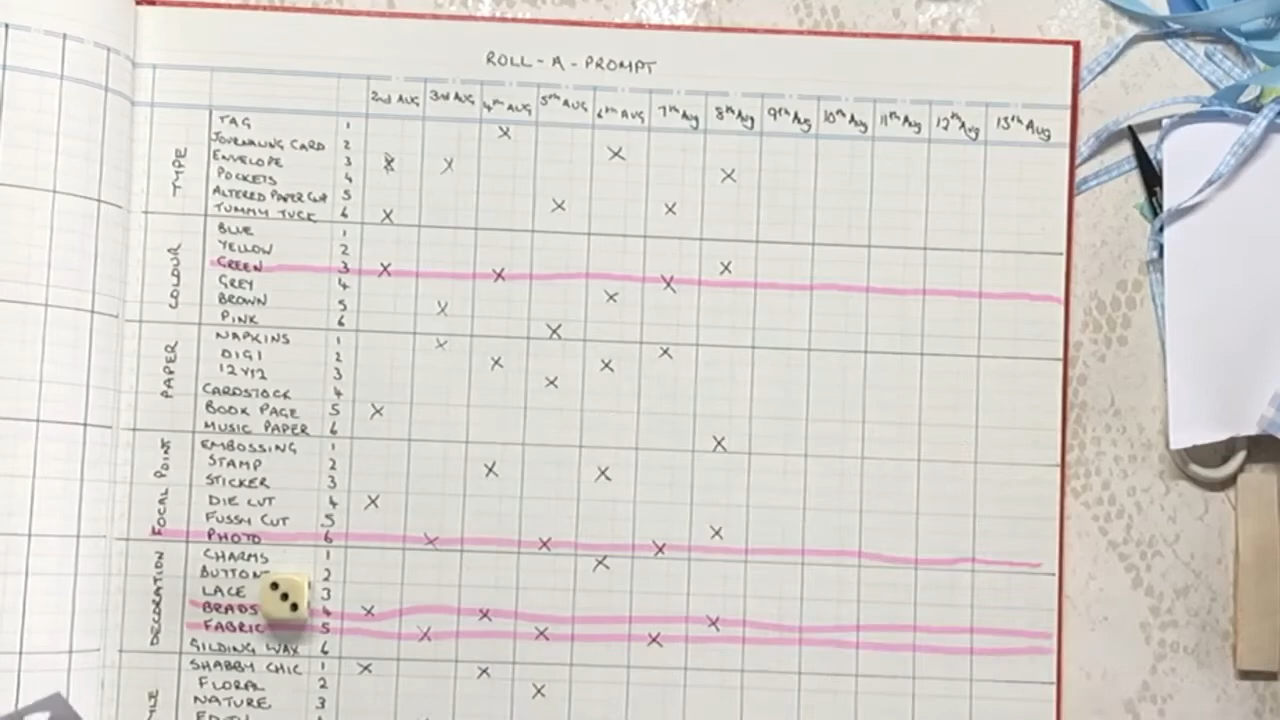 ROLL-A-PROMPT
2nd AUG 3rd AUG 4th AUG 5th AUG 6th AUG 7th Aug 8th Aug 9th Aug 10th Aug 11th Aug 12th Aug 13th Aug
TYPE
TAG 1 X
JOURNALING CARD 2 X
ENVELOPE 3 X X
POCKETS 4 X
ALTERED PAPER CLIP 5
TUMMY TUCK 6 X X X
COLOUR
BLUE 1
YELLOW 2
GREEN 3 X X X X
GREY 4 X
BROWN 5 X
PINK 6 X
PAPER
NAPKINS 1 X X
DIGI 2 X X
12X12 3 X
CARDSTOCK 4
BOOK PAGE 5 X
MUSIC PAPER 6 X
FOCAL POINT
EMBOSSING 1
STAMP 2 X X
STICKER 3
DIE CUT 4 X
FUSSY CUT 5 X
PHOTO 6 X X X
DECORATION
CHARMS 1 X
BUTTON 2
LACE 3
BRADS 4 X X X
FABRIC 5 X X X
GILDING WAX 6
SHABBY CHIC 1 X X
FLORAL 2 X
NATURE 3